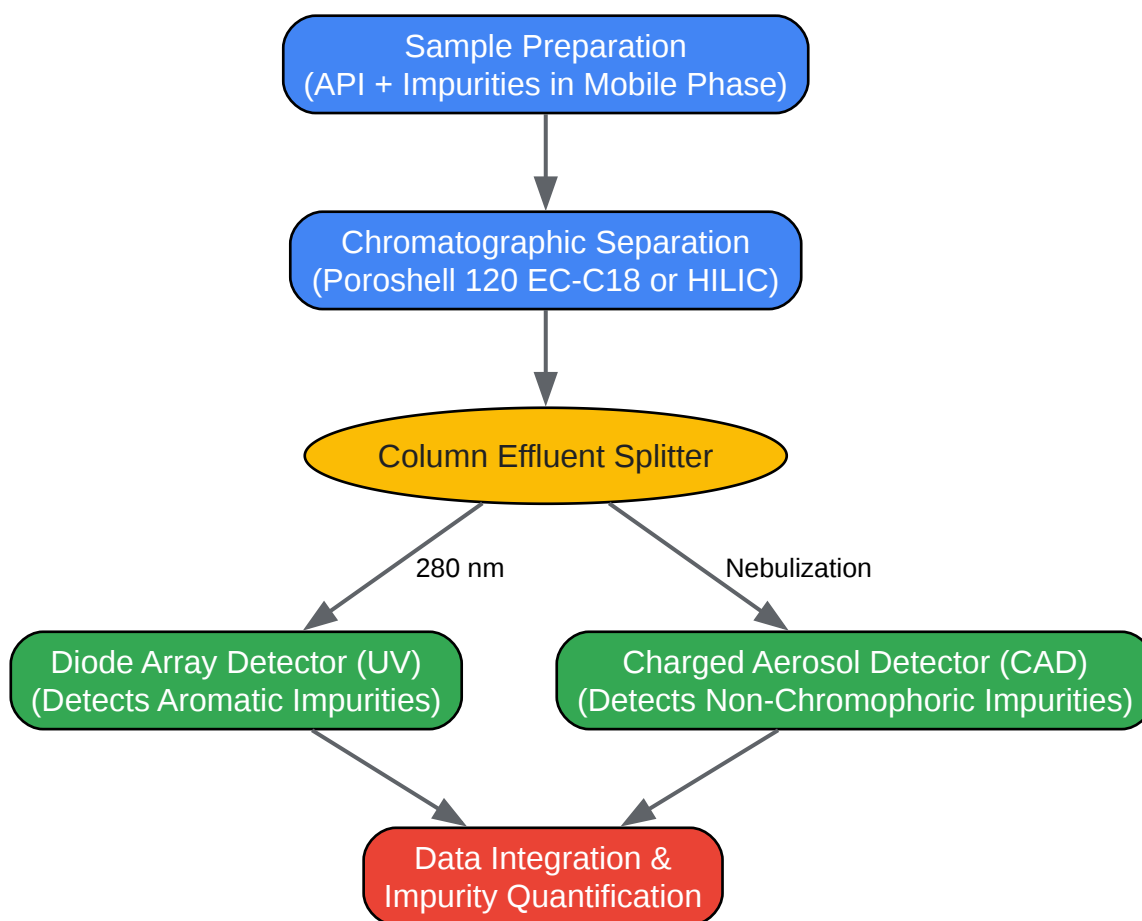 Sample Preparation
(API + Impurities in Mobile Phase)
Chromatographic Separation
(Poroshell 120 EC-C18 or HILIC)
Column Effluent Splitter
280 nm
Nebulization
Diode Array Detector (UV)
(Detects Aromatic Impurities)
Charged Aerosol Detector (CAD)
(Detects Non-Chromophoric Impurities)
Data Integration &
Impurity Quantification